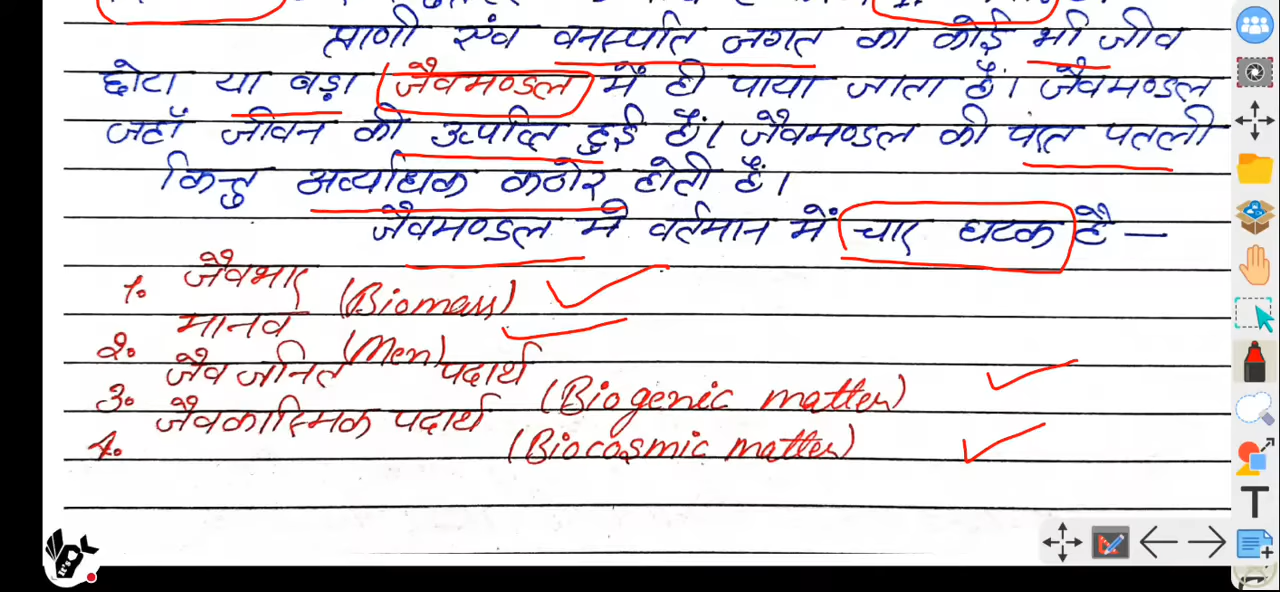 प्राणी एंव वनस्पति जगत का कोई भी जीव
छोटा या बड़ा जैवमण्डल में ही पाया जाता है। जैवमण्डल
जहाँ जीवन की उत्पत्ति हुई हैं। जैवमण्डल की परत पतली
किन्तु अत्याधिक कठोर होती हैं।
जैवमण्डल मे वर्तमान में चार घटक है –
1. जैवभार (Biomass)
2. मानव (Men)
3. जैव जनित पदार्थ (Biogenic matter)
4. जैवकास्मिक पदार्थ (Biocosmic matter)
T
It's